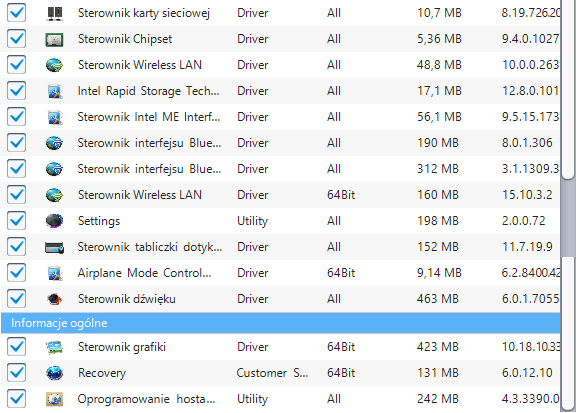 Sterownik karty sieciowej Driver All 10,7 MB 8.19.7262
Sterownik Chipset Driver All 5,36 MB 9.4.0.1027
Sterownik Wireless LAN Driver All 48,8 MB 10.0.0.263
Intel Rapid Storage Tech... Driver All 17,1 MB 12.8.0.101
Sterownik Intel ME Interf... Driver All 56,1 MB 9.5.15.173
Sterownik interfejsu Blue... Driver All 190 MB 8.0.1.306
Sterownik interfejsu Blue... Driver All 312 MB 3.1.1309.3
Sterownik Wireless LAN Driver 64Bit 160 MB 15.10.3.2
Settings Utility All 198 MB 2.0.0.72
Sterownik tabliczki dotyk... Driver All 152 MB 11.7.19.9
Airplane Mode Control... Driver 64Bit 9,14 MB 6.2.8400.42
Sterownik dźwięku Driver All 463 MB 6.0.1.7055
Informacje ogólne
Sterownik grafiki Driver 64Bit 423 MB 10.18.10.33
Recovery Customer S... 64Bit 131 MB 6.0.12.10
Oprogramowanie hosta... Utility All 242 MB 4.3.3390.0